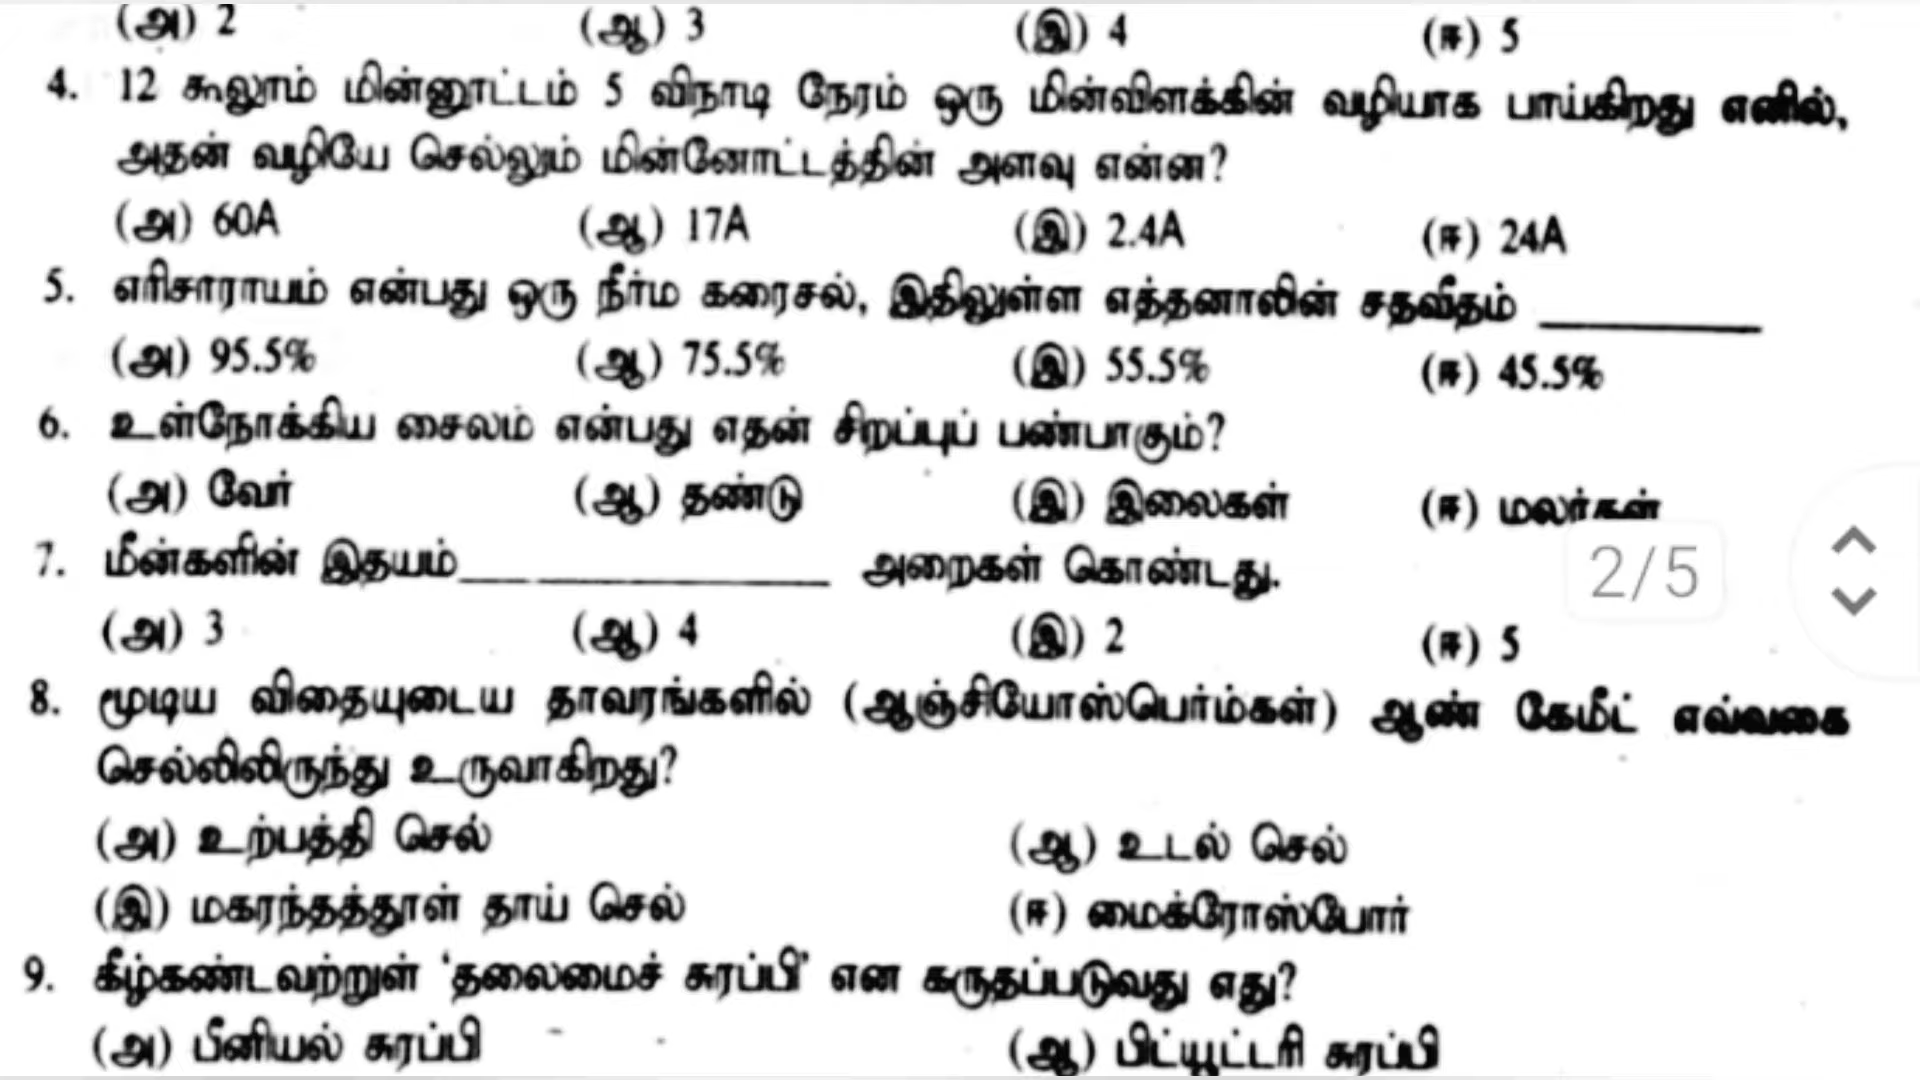 (அ) 2 (ஆ) 3 (இ) 4 (ஈ) 5
4. 12 கூலூம் மின்னூட்டம் 5 விநாடி நேரம் ஒரு மின்விளக்கின் வழியாக பாய்கிறது எனில்,
அதன் வழியே செல்லும் மின்னோட்டத்தின் அளவு என்ன?
(அ) 60A (ஆ) 17A (இ) 2.4A (ஈ) 24A
5. எரிசாராயம் என்பது ஒரு நீர்ம கரைசல், இதிலுள்ள எத்தனாலின் சதவீதம் ________
(அ) 95.5% (ஆ) 75.5% (இ) 55.5% (ஈ) 45.5%
6. உள்நோக்கிய சைலம் என்பது எதன் சிறப்புப் பண்பாகும்?
(அ) வேர் (ஆ) தண்டு (இ) இலைகள் (ஈ) மலர்கள்
7. மீன்களின் இதயம்____________ அறைகள் கொண்டது.
2/5
(அ) 3 (ஆ) 4 (இ) 2 (ஈ) 5
8. மூடிய விதையுடைய தாவரங்களில் (ஆஞ்சியோஸ்பெர்ம்கள்) ஆண் கேமீட் எவ்வகை
செல்லிலிருந்து உருவாகிறது?
(அ) உற்பத்தி செல் (ஆ) உடல் செல்
(இ) மகரந்தத்தூள் தாய் செல் (ஈ) மைக்ரோஸ்போர்
9. கீழ்கண்டவற்றுள் 'தலைமைச் சுரப்பி' என கருதப்படுவது எது?
(அ) பீனியல் சுரப்பி (ஆ) பிட்யூட்டரி சுரப்பி